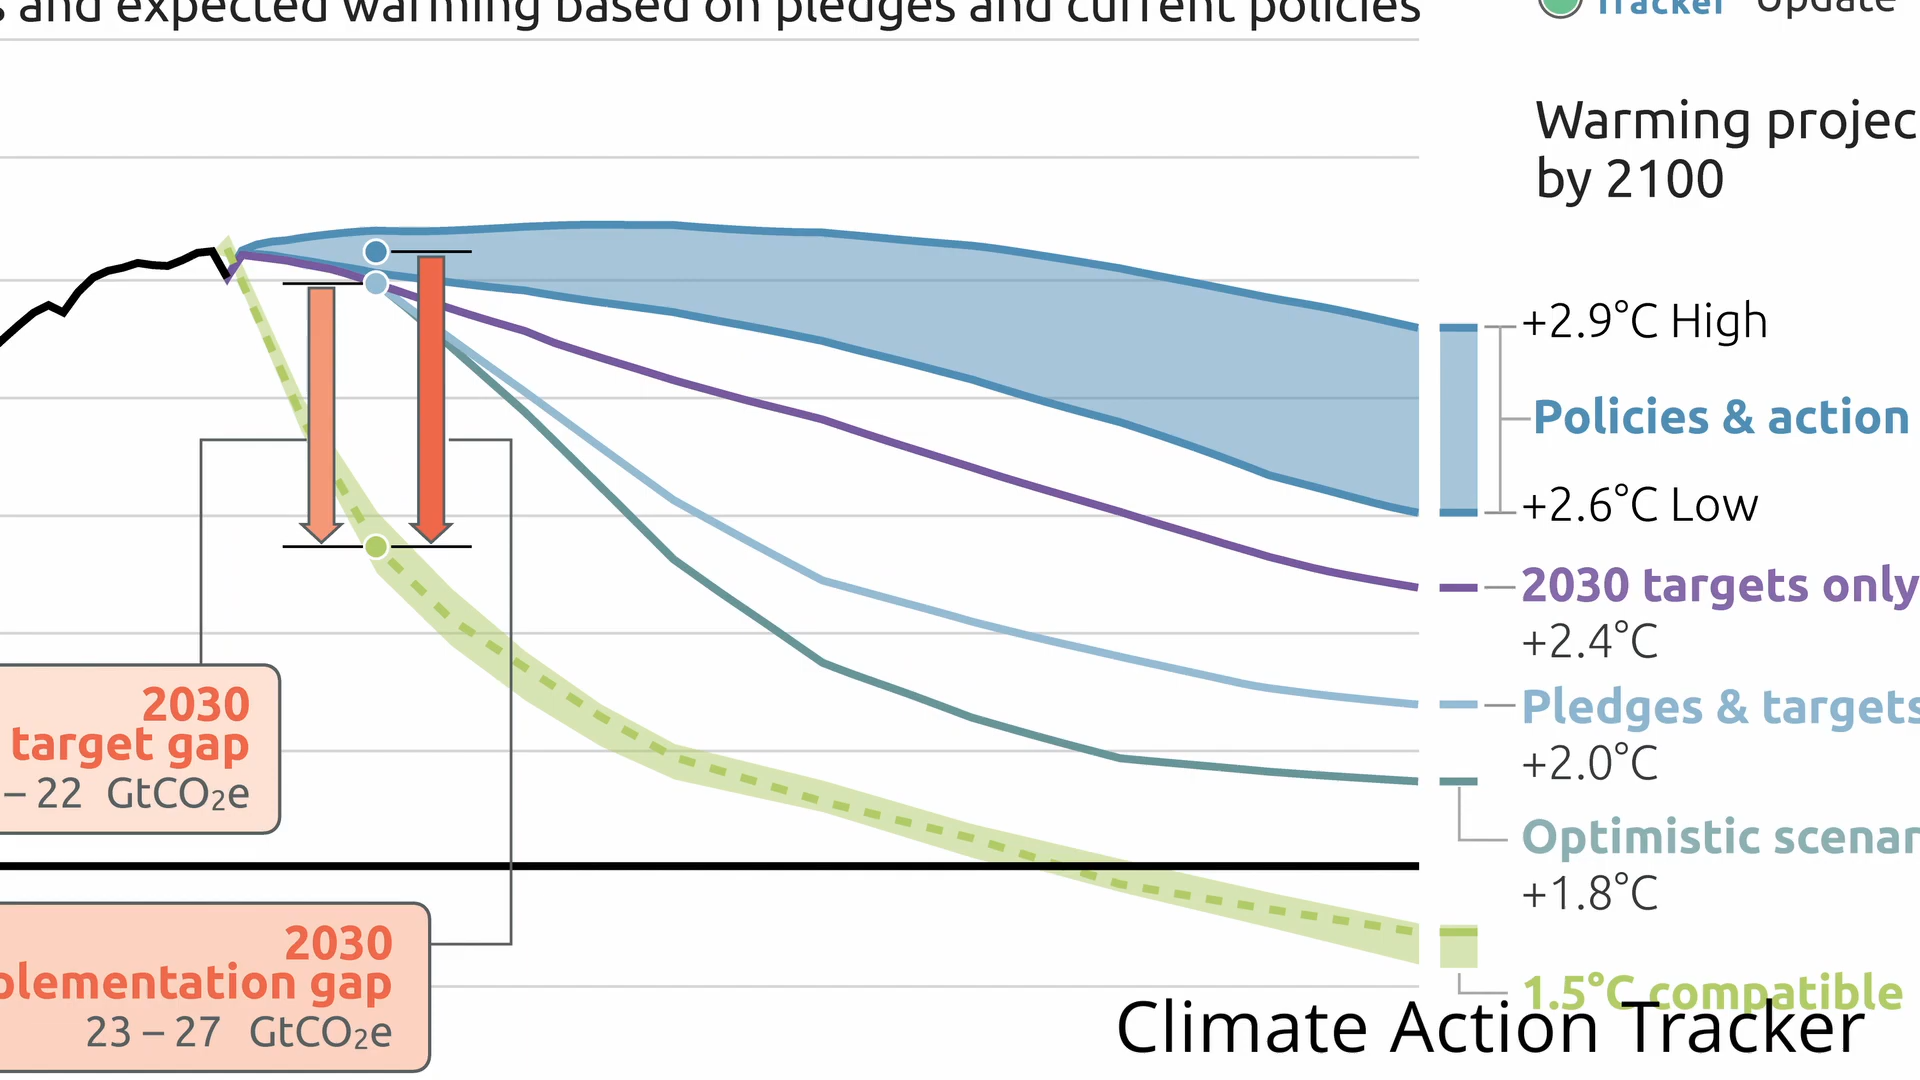 s and expected warming based on pledges and current policies
Tracker Update
Warming projec
by 2100
+2.9°C High
Policies & action
+2.6°C Low
2030 targets only
+2.4°C
Pledges & targets
+2.0°C
Optimistic scenar
+1.8°C
1.5°C compatible
2030
target gap
– 22 GtCO₂e
2030
plementation gap
23 – 27 GtCO₂e
Climate Action Tracker